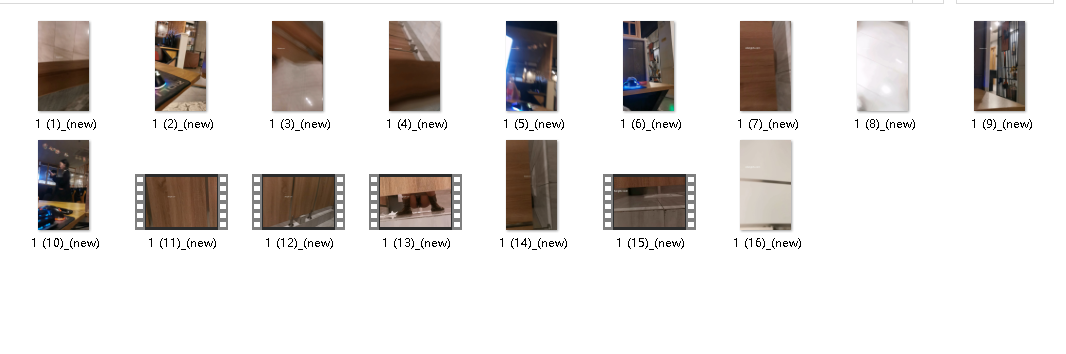 1 (1)_(new)
1 (2)_(new)
1 (3)_(new)
1 (4)_(new)
1 (5)_(new)
1 (6)_(new)
1 (7)_(new)
1 (8)_(new)
1 (9)_(new)
1 (10)_(new)
1 (11)_(new)
1 (12)_(new)
1 (13)_(new)
1 (14)_(new)
1 (15)_(new)
1 (16)_(new)